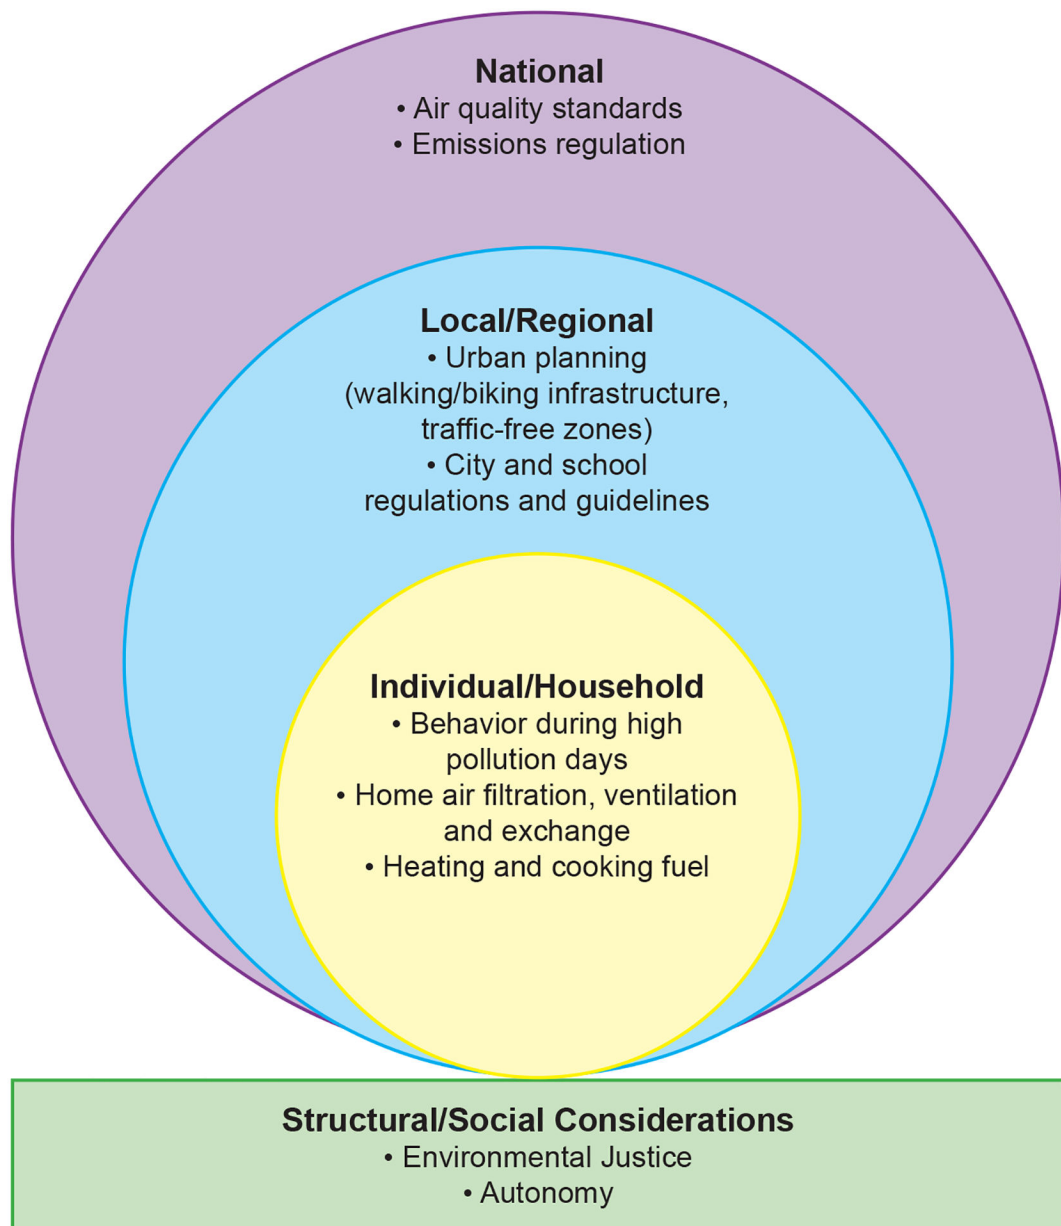 National
• Air quality standards
• Emissions regulation
Local/Regional
• Urban planning
(walking/biking infrastructure,
traffic-free zones)
• City and school
regulations and guidelines
Individual/Household
• Behavior during high
pollution days
• Home air filtration, ventilation
and exchange
• Heating and cooking fuel
Structural/Social Considerations
• Environmental Justice
• Autonomy